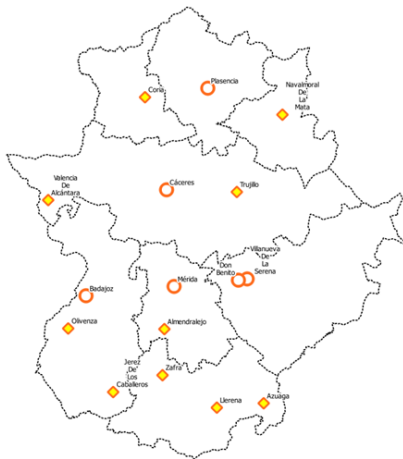 Plasencia
Coria
Navalmoral
De
La
Mata
Valencia
De
Alcántara
Cáceres
Trujillo
Villanueva
De
La
Serena
Don
Benito
Mérida
Badajoz
Olivenza
Almendralejo
Jerez
De
Los
Caballeros
Zafra
Llerena
Azuaga